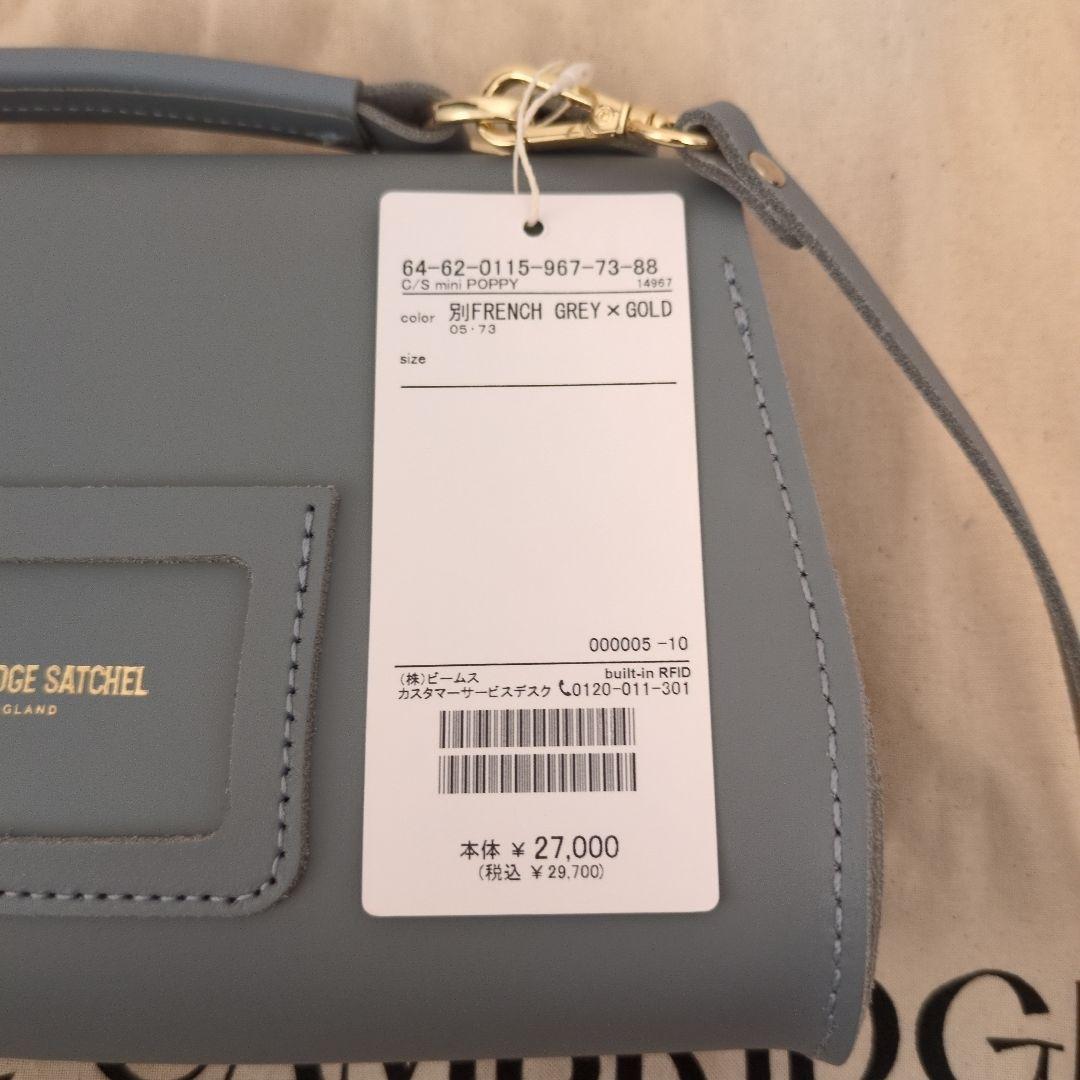 64-62-0115-967-73-88
C/S mini POPPY 14967
color 別FRENCH GREY×GOLD
05・73
size
000005 -10
built-in RFID
(株)ビームス
カスタマーサービスデスク 0120-011-301
本体 ¥ 27,000
(税込 ¥29,700)
DGE SATCHEL
GLAND
CAMBRIDGE